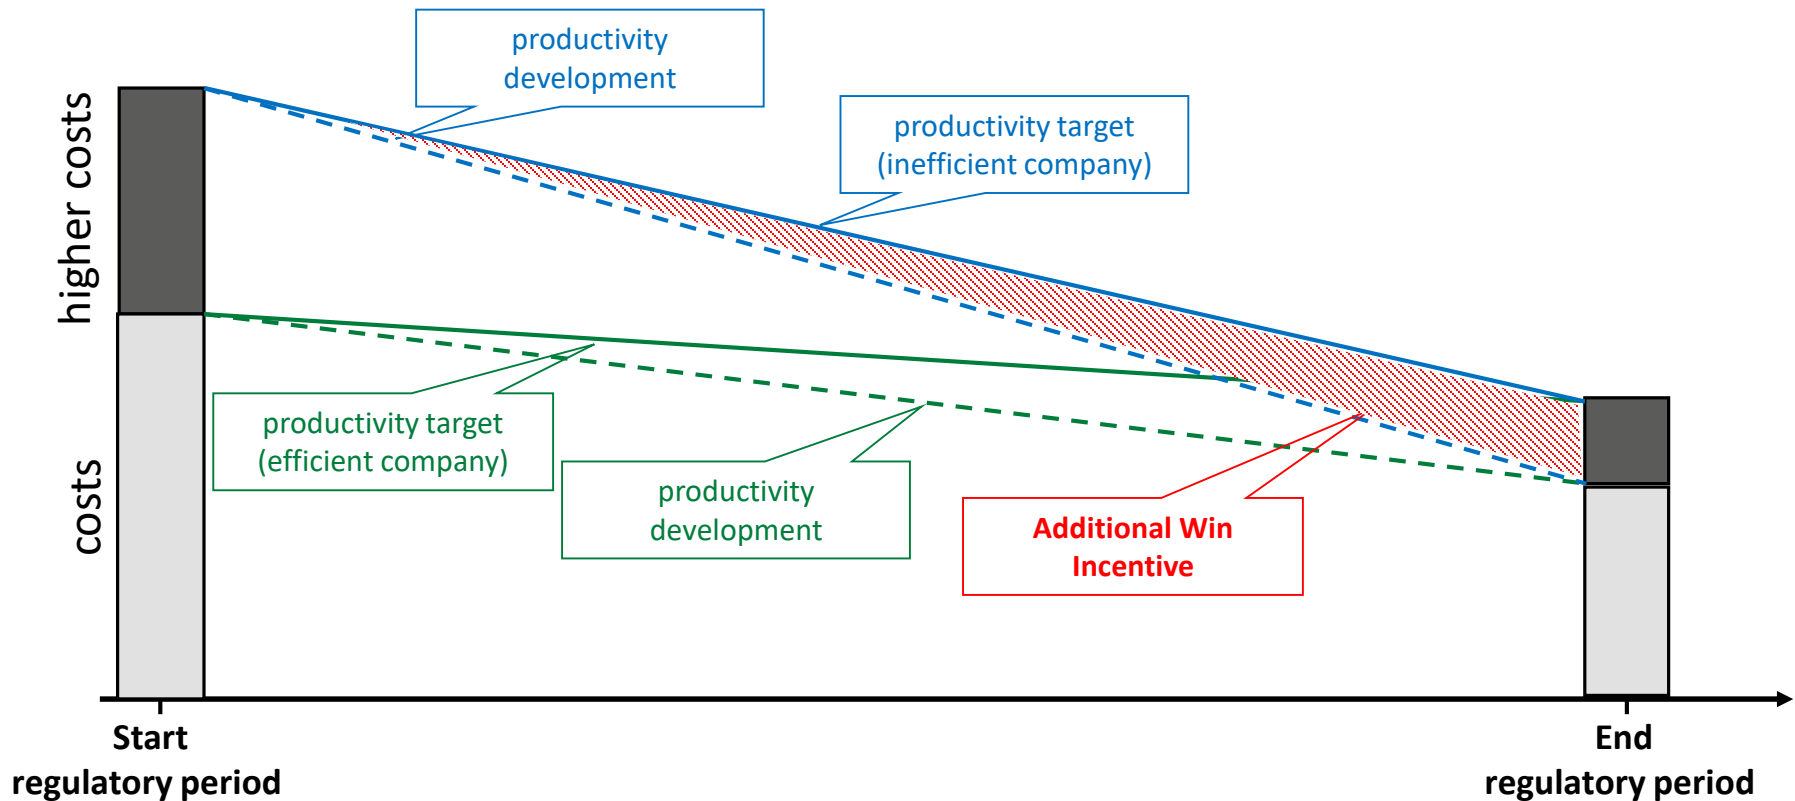 productivity
development
productivity target
(inefficient company)
higher costs
costs
productivity target
(efficient company)
productivity
development
Additional Win
Incentive
Start
regulatory period
End
regulatory period